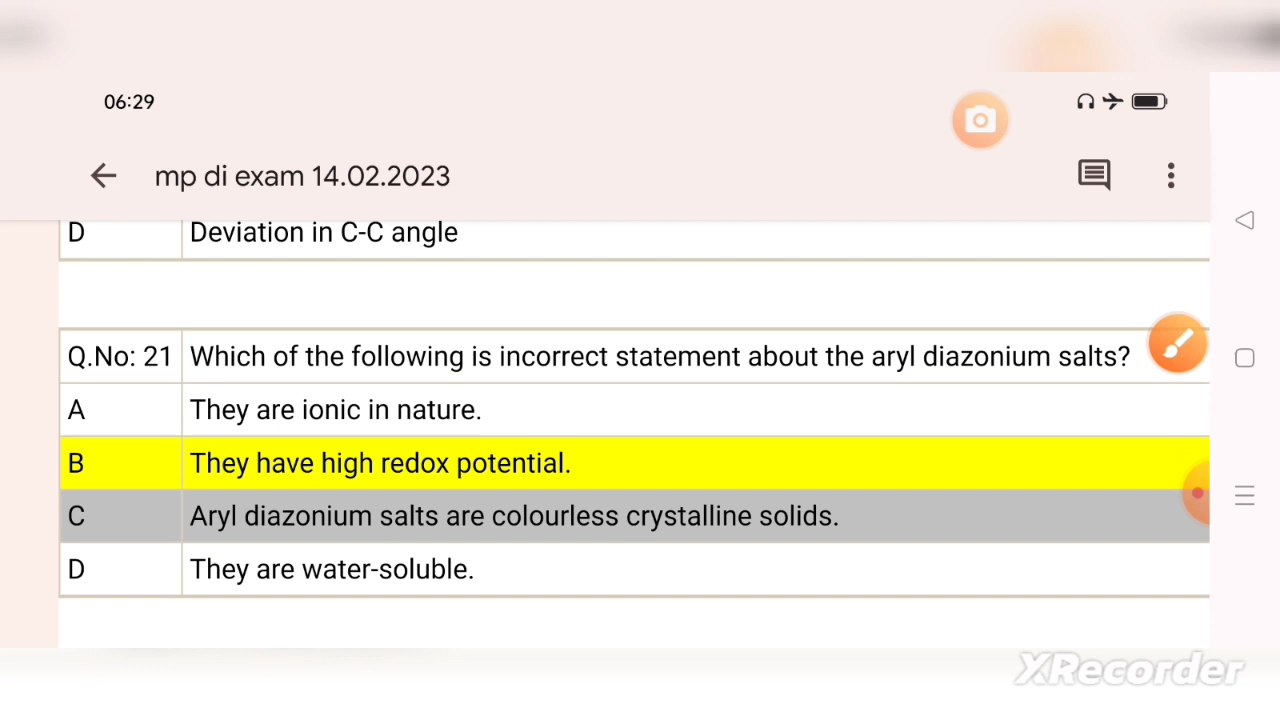 06:29
mp di exam 14.02.2023
D Deviation in C-C angle
Q.No: 21 Which of the following is incorrect statement about the aryl diazonium salts?
A They are ionic in nature.
B They have high redox potential.
C Aryl diazonium salts are colourless crystalline solids.
D They are water-soluble.
XRecorder